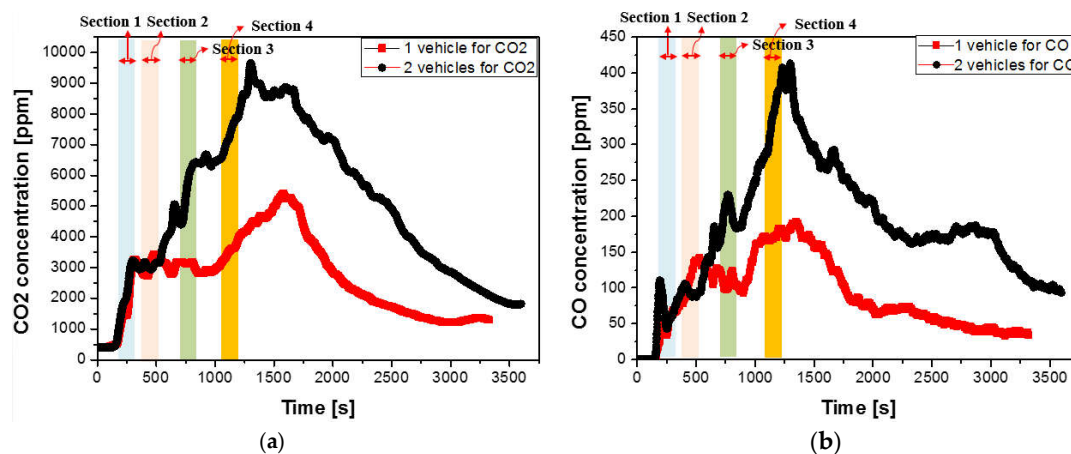 Section 1
Section 2
Section 4
Section 3
1 vehicle for CO2
2 vehicles for CO2
10000
9000
8000
7000
6000
5000
4000
3000
2000
1000
0
CO2 concentration [ppm]
0 500 1000 1500 2000 2500 3000 3500
Time [s]
(a)
Section 1
Section 2
Section 4
Section 3
1 vehicle for CO
2 vehicles for CO
450
400
350
300
250
200
150
100
50
0
CO concentration [ppm]
0 500 1000 1500 2000 2500 3000 3500
Time [s]
(b)